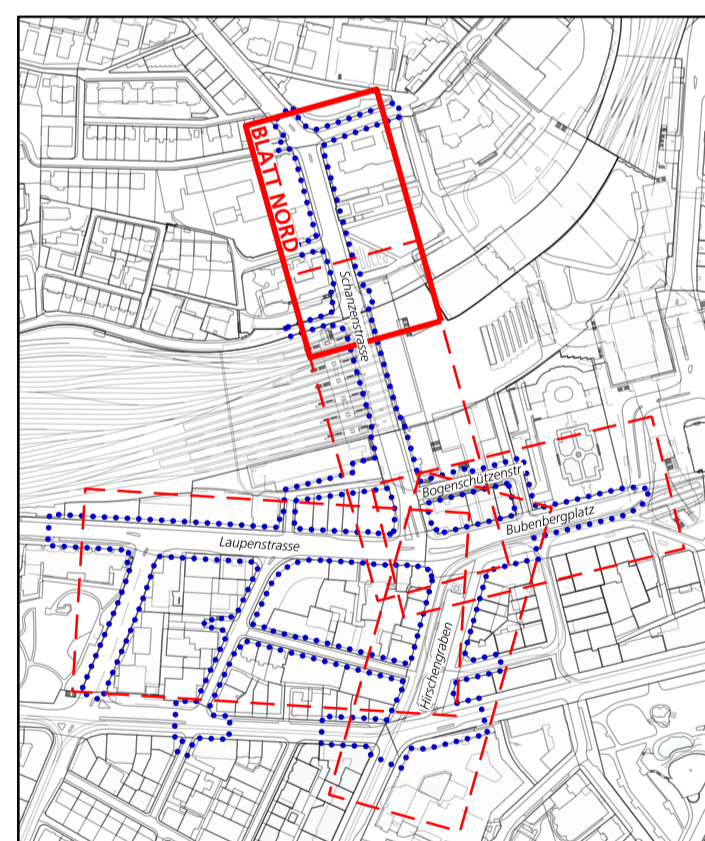 BLATT NORD
Schanzenstrasse
Bogenschützenstr.
Bubenbergplatz
Laupenstrasse
Hirschengraben